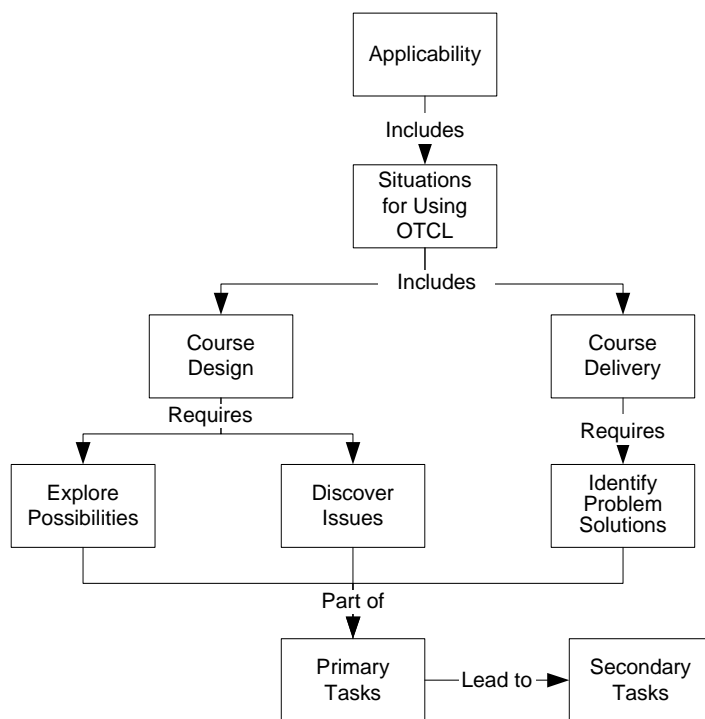 Applicability
Includes
Situations
for Using
OTCL
Includes
Course
Design
Course
Delivery
Requires
Requires
Explore
Possibilities
Discover
Issues
Identify
Problem
Solutions
Part of
Primary
Tasks
Lead to
Secondary
Tasks